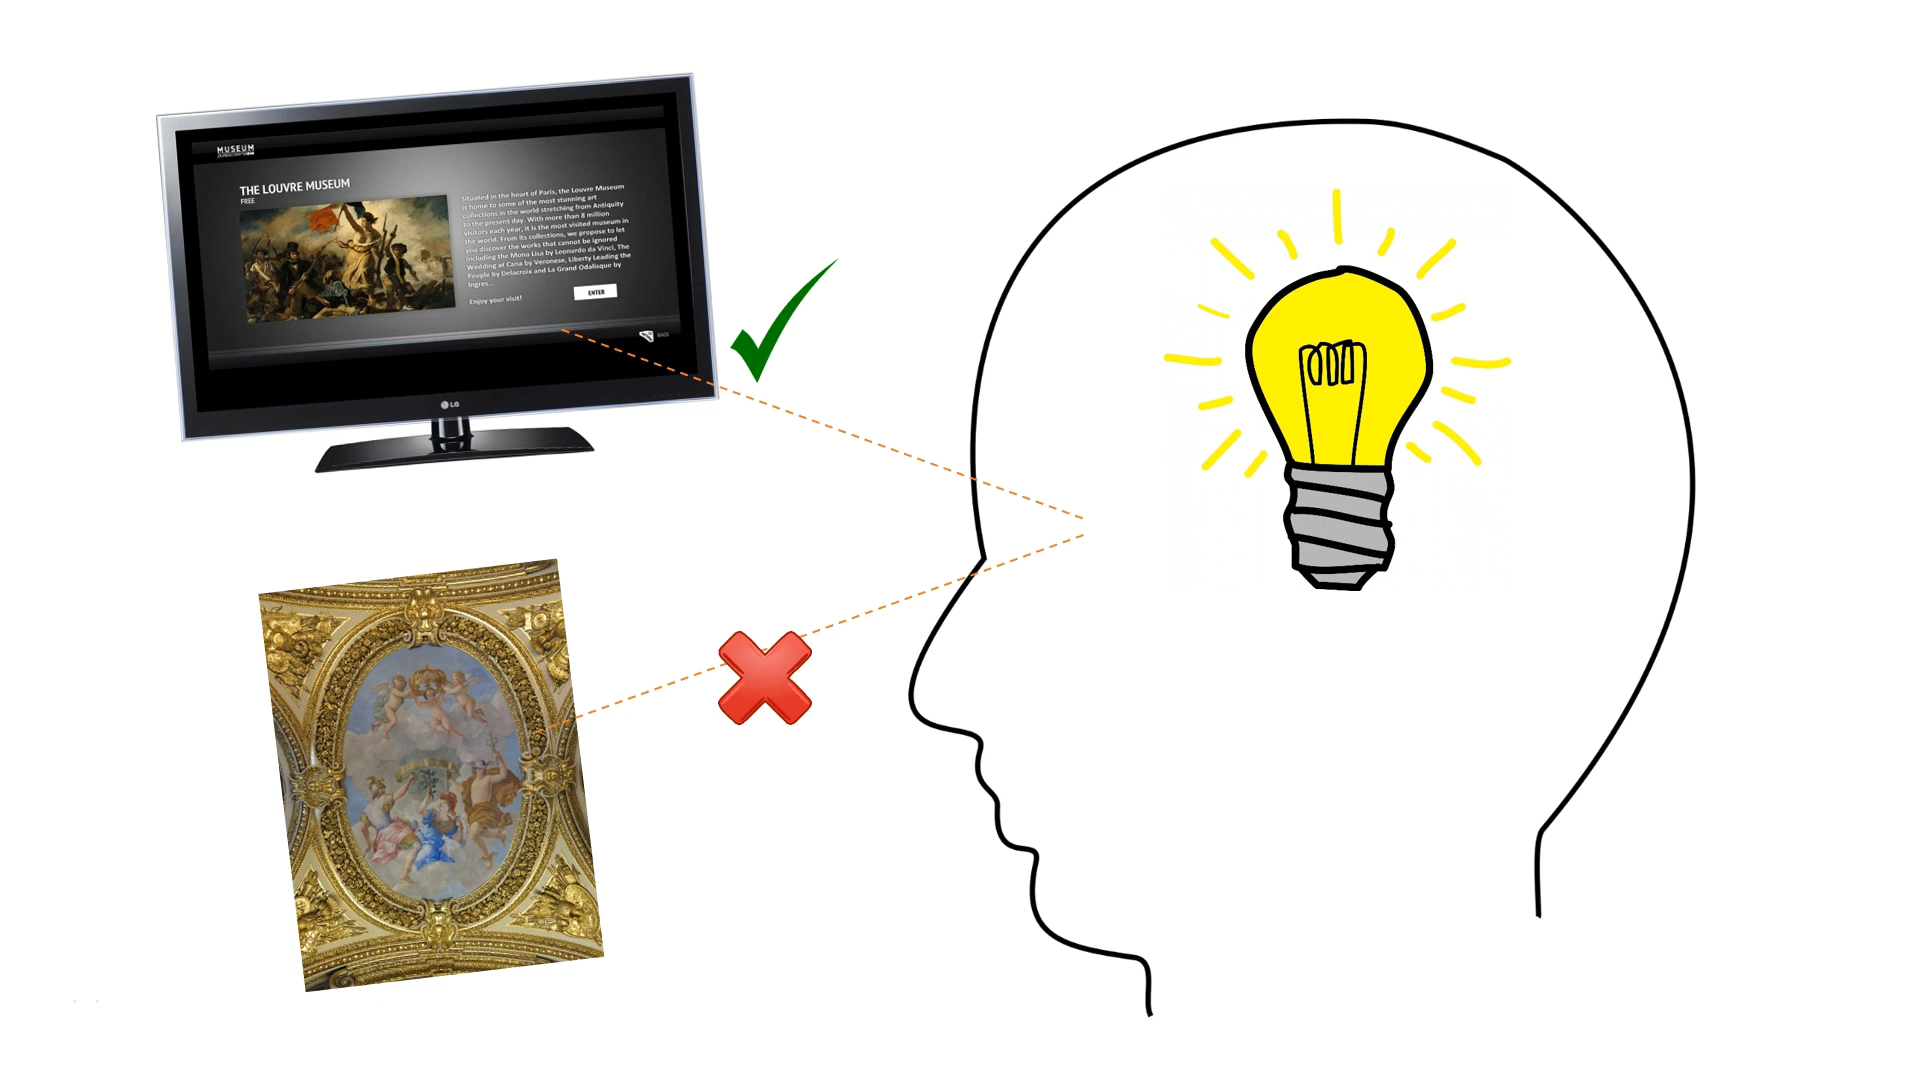 MUSEUM
THE LOUVRE MUSEUM
FREE
Situated in the heart of Paris, the Louvre Museum
is home to some of the most stunning art
collections in the world stretching from Antiquity
to the present day. With more than 8 million
visitors each year, it is the most visited museum in
the world. From its collections, we propose to let
you discover the works that cannot be ignored
including the Mona Lisa by Leonardo da Vinci, The
Wedding at Cana by Veronese, Liberty Leading the
People by Delacroix and La Grand Odalisque by
Ingres...
Enjoy your visit!
ENTER
BACK
LG